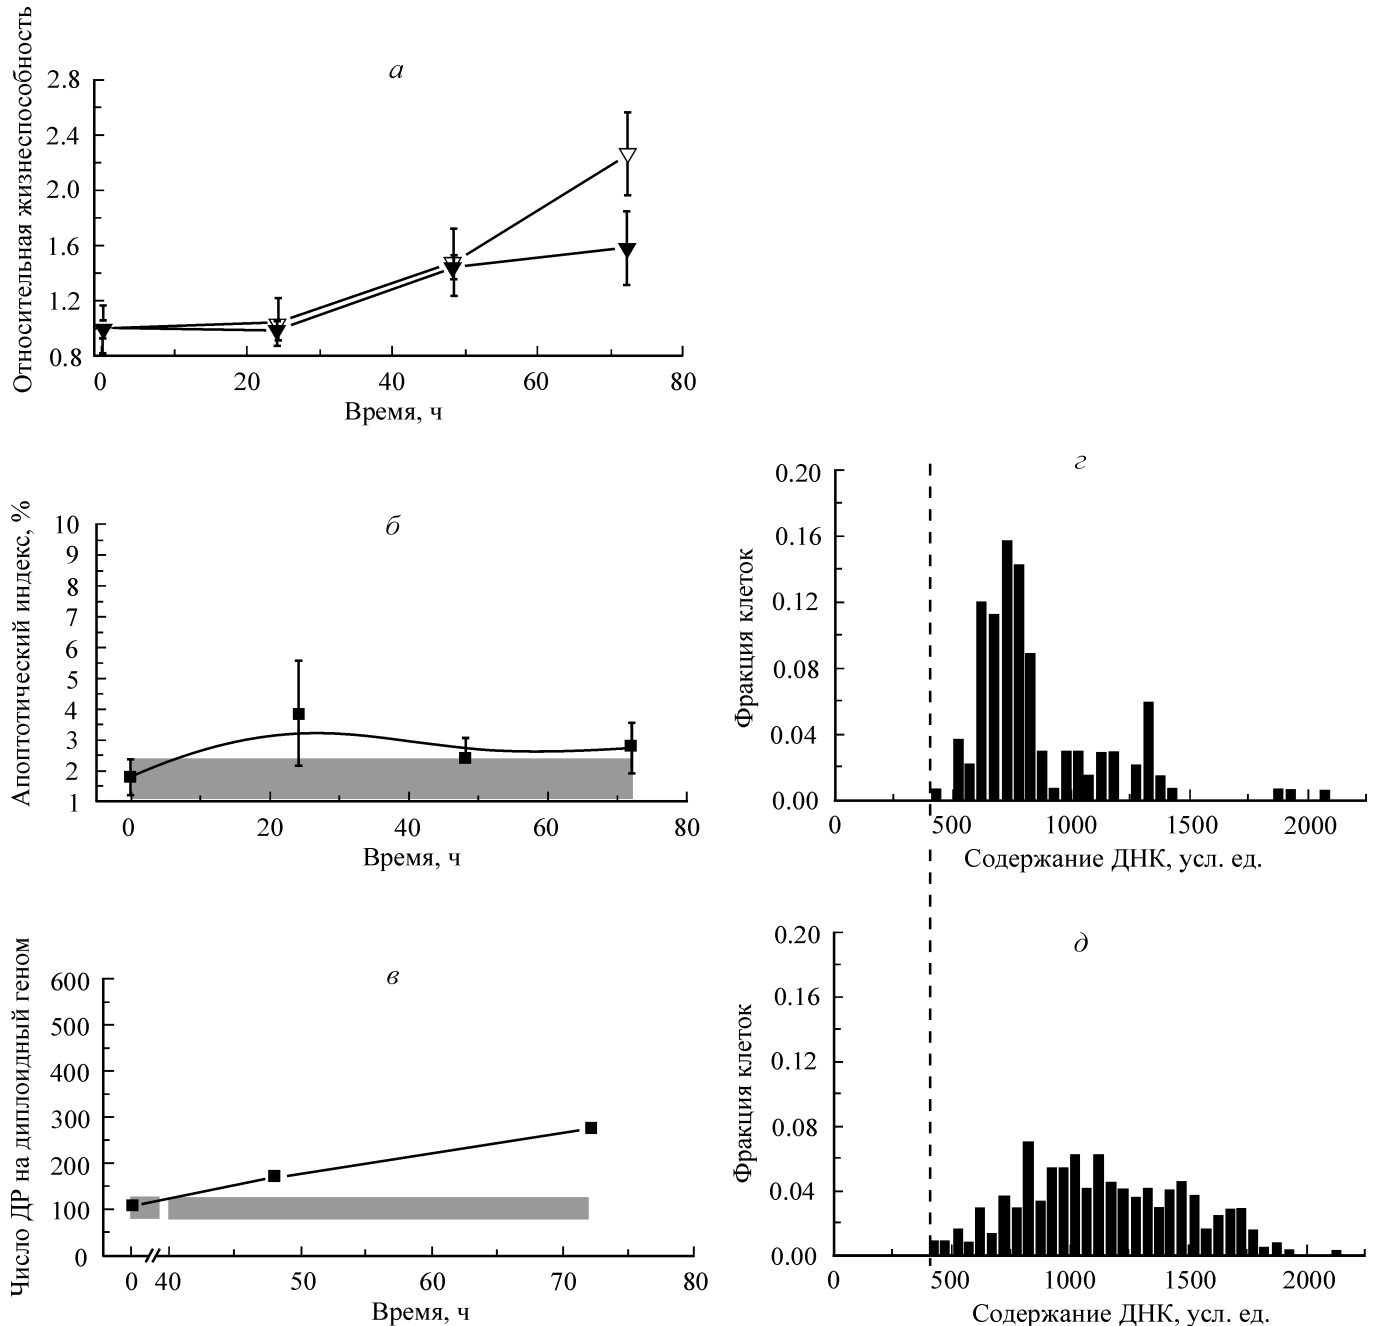 а
Относительная жизнеспособность
2.8
2.4
2.0
1.6
1.2
0.8
0 20 40 60 80
Время, ч
б
Апоптотический индекс, %
10
9
8
7
6
5
4
3
2
1
0 20 40 60 80
Время, ч
в
Число ДР на диплоидный геном
600
500
400
300
200
100
0
0 40 50 60 70 80
Время, ч
г
Фракция клеток
0.20
0.16
0.12
0.08
0.04
0.00
0 500 1000 1500 2000
Содержание ДНК, усл. ед.
д
Фракция клеток
0.20
0.16
0.12
0.08
0.04
0.00
0 500 1000 1500 2000
Содержание ДНК, усл. ед.